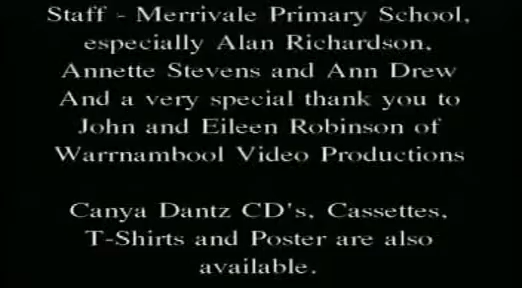 Staff - Merrivale Primary School,
especially Alan Richardson,
Annette Stevens and Ann Drew
And a very special thank you to
John and Eileen Robinson of
Warrnambool Video Productions
Canya Dantz CD's, Cassettes,
T-Shirts and Poster are also
available.